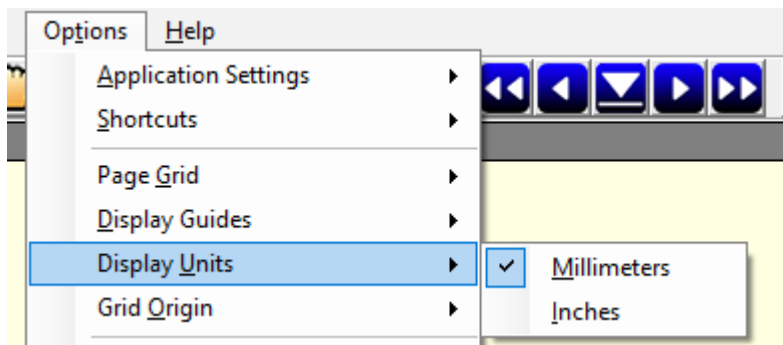 Options Help
Application Settings
Shortcuts
Page Grid
Display Guides
Display Units
Millimeters
Grid Origin
Inches